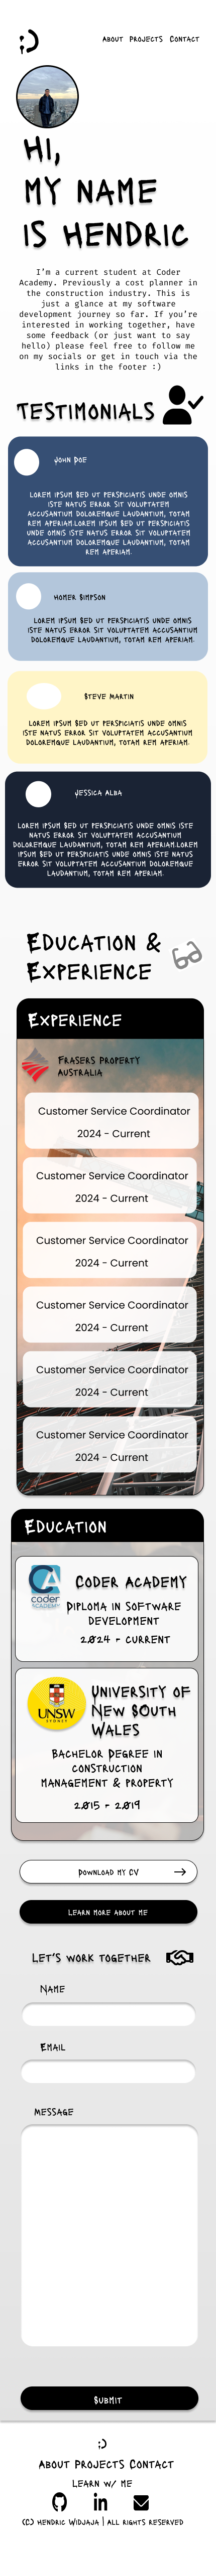 ;)
ABOUT PROJECTS CONTACT
HI,
MY NAME
IS HENDRIC
I'm a current student at Coder
Academy. Previously a cost planner in
the construction industry. This is
just a glance at my software
development journey so far. If you're
interested in working together, have
some feedback (or just want to say
hello) please feel free to follow me
on my socials or get in touch via the
links in the footer :)
TESTIMONIALS
JOHN DOE
LOREM IPSUM SED UT PERSPICIATIS UNDE OMNIS
ISTE NATUS ERROR SIT VOLUPTATEM
ACCUSANTIUM DOLOREMQUE LAUDANTIUM, TOTAM
REM APERIAM.LOREM IPSUM SED UT PERSPICIATIS
UNDE OMNIS ISTE NATUS ERROR SIT VOLUPTATEM
ACCUSANTIUM DOLOREMQUE LAUDANTIUM, TOTAM
REM APERIAM.
HOMER SIMPSON
LOREM IPSUM SED UT PERSPICIATIS UNDE OMNIS
ISTE NATUS ERROR SIT VOLUPTATEM ACCUSANTIUM
DOLOREMQUE LAUDANTIUM, TOTAM REM APERIAM.
STEVE MARTIN
LOREM IPSUM SED UT PERSPICIATIS UNDE OMNIS
ISTE NATUS ERROR SIT VOLUPTATEM ACCUSANTIUM
DOLOREMQUE LAUDANTIUM, TOTAM REM APERIAM.
JESSICA ALBA
LOREM IPSUM SED UT PERSPICIATIS UNDE OMNIS ISTE
NATUS ERROR SIT VOLUPTATEM ACCUSANTIUM
DOLOREMQUE LAUDANTIUM, TOTAM REM APERIAM.LOREM
IPSUM SED UT PERSPICIATIS UNDE OMNIS ISTE NATUS
ERROR SIT VOLUPTATEM ACCUSANTIUM DOLOREMQUE
LAUDANTIUM, TOTAM REM APERIAM.
EDUCATION &
EXPERIENCE
EXPERIENCE
FRASERS PROPERTY
AUSTRALIA
Customer Service Coordinator
2024 - Current
Customer Service Coordinator
2024 - Current
Customer Service Coordinator
2024 - Current
Customer Service Coordinator
2024 - Current
Customer Service Coordinator
2024 - Current
Customer Service Coordinator
2024 - Current
EDUCATION
CA
coder
ACADEMY
CODER ACADEMY
DIPLOMA IN SOFTWARE
DEVELOPMENT
2024 - CURRENT
UNSW
SYDNEY
UNIVERSITY OF
NEW SOUTH
WALES
BACHELOR DEGREE IN
CONSTRUCTION
MANAGEMENT & PROPERTY
2015 - 2019
DOWNLOAD MY CV
LEARN MORE ABOUT ME
LET'S WORK TOGETHER
NAME
EMAIL
MESSAGE
SUBMIT
;)
ABOUT PROJECTS CONTACT
LEARN W/ ME
in
(C) HENDRIC WIDJAJA | ALL RIGHTS RESERVED